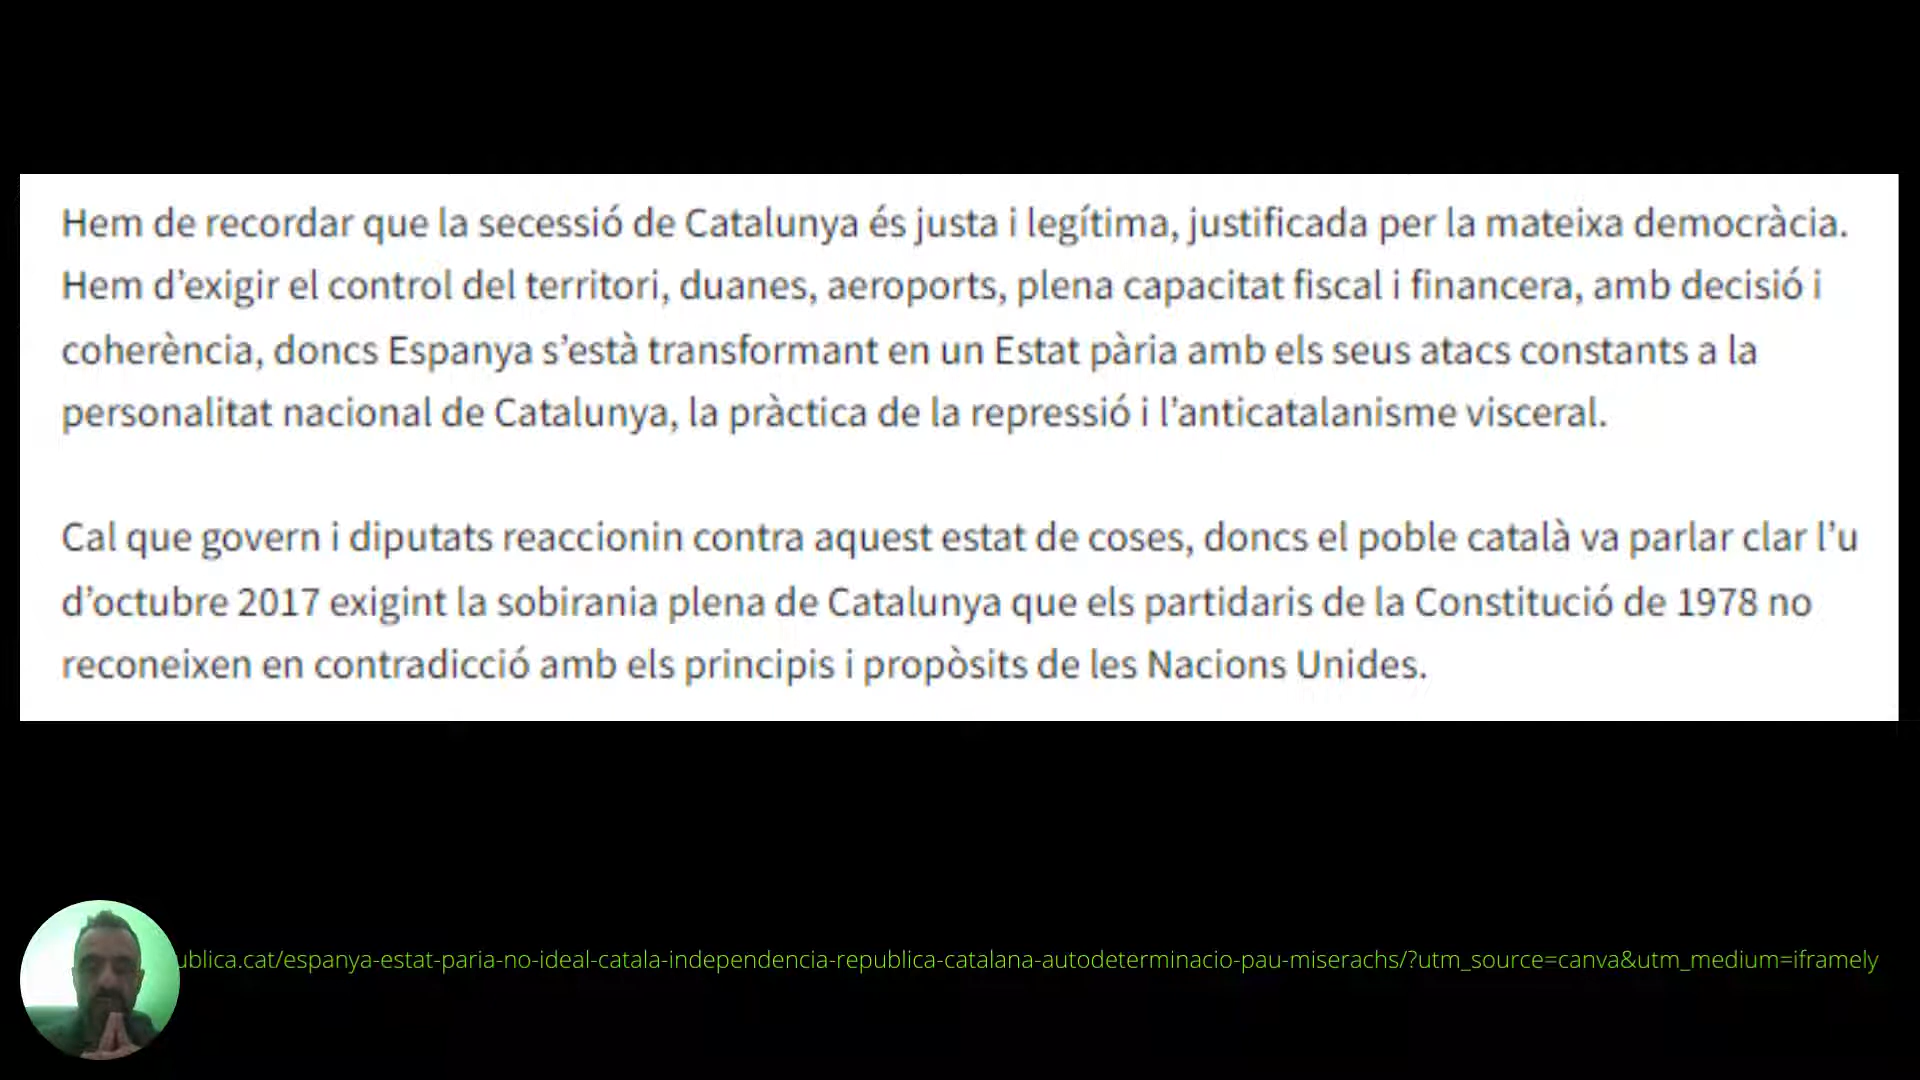 Hem de recordar que la secessió de Catalunya és justa i legítima, justificada per la mateixa democràcia.
Hem d’exigir el control del territori, duanes, aeroports, plena capacitat fiscal i financera, amb decisió i
coherència, doncs Espanya s’està transformant en un Estat pària amb els seus atacs constants a la
personalitat nacional de Catalunya, la pràctica de la repressió i l’anticatalanisme visceral.
Cal que govern i diputats reaccionin contra aquest estat de coses, doncs el poble català va parlar clar l’u
d’octubre 2017 exigint la sobirania plena de Catalunya que els partidaris de la Constitució de 1978 no
reconeixen en contradicció amb els principis i propòsits de les Nacions Unides.
ublica.cat/espanya-estat-paria-no-ideal-catala-independencia-republica-catalana-autodeterminacio-pau-miserachs/?utm_source=canva&utm_medium=iframely